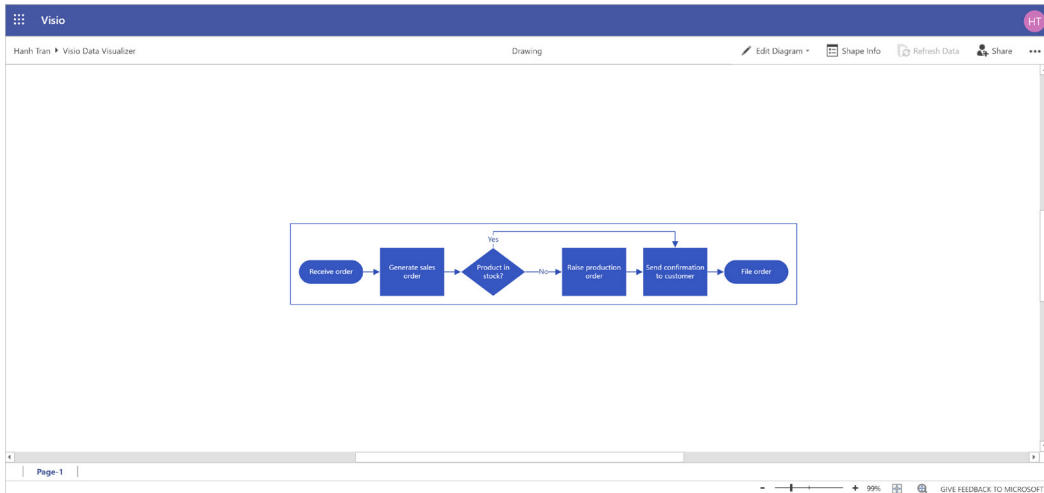 Visio
HT
Hanh Tran ▸ Visio Data Visualizer
Drawing
Edit Diagram
Shape Info
Refresh Data
Share
Yes
Receive order
Generate sales
order
Product in
stock?
No
Raise production
order
Send confirmation
to customer
File order
Page-1
- + 99%
GIVE FEEDBACK TO MICROSOFT